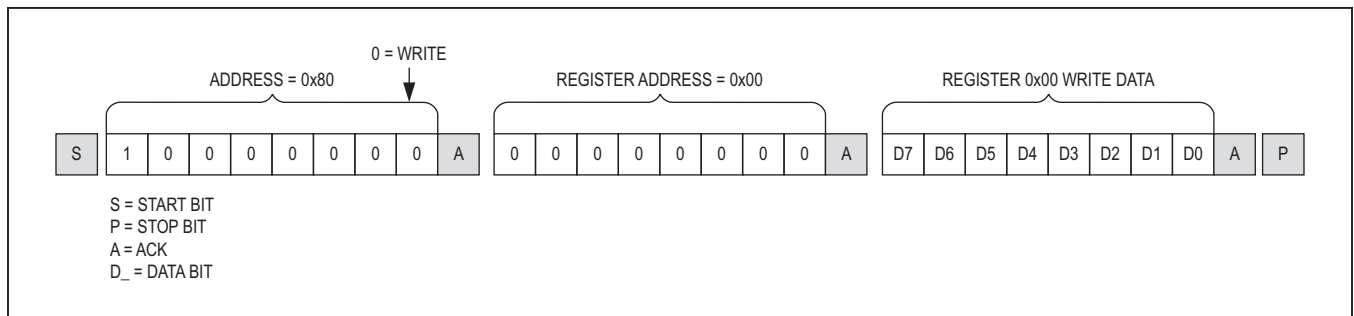 0 = WRITE
ADDRESS = 0x80 REGISTER ADDRESS = 0x00 REGISTER 0x00 WRITE DATA
S 1 0 0 0 0 0 0 0 A 0 0 0 0 0 0 0 0 A D7 D6 D5 D4 D3 D2 D1 D0 A P
S = START BIT
P = STOP BIT
A = ACK
D_ = DATA BIT